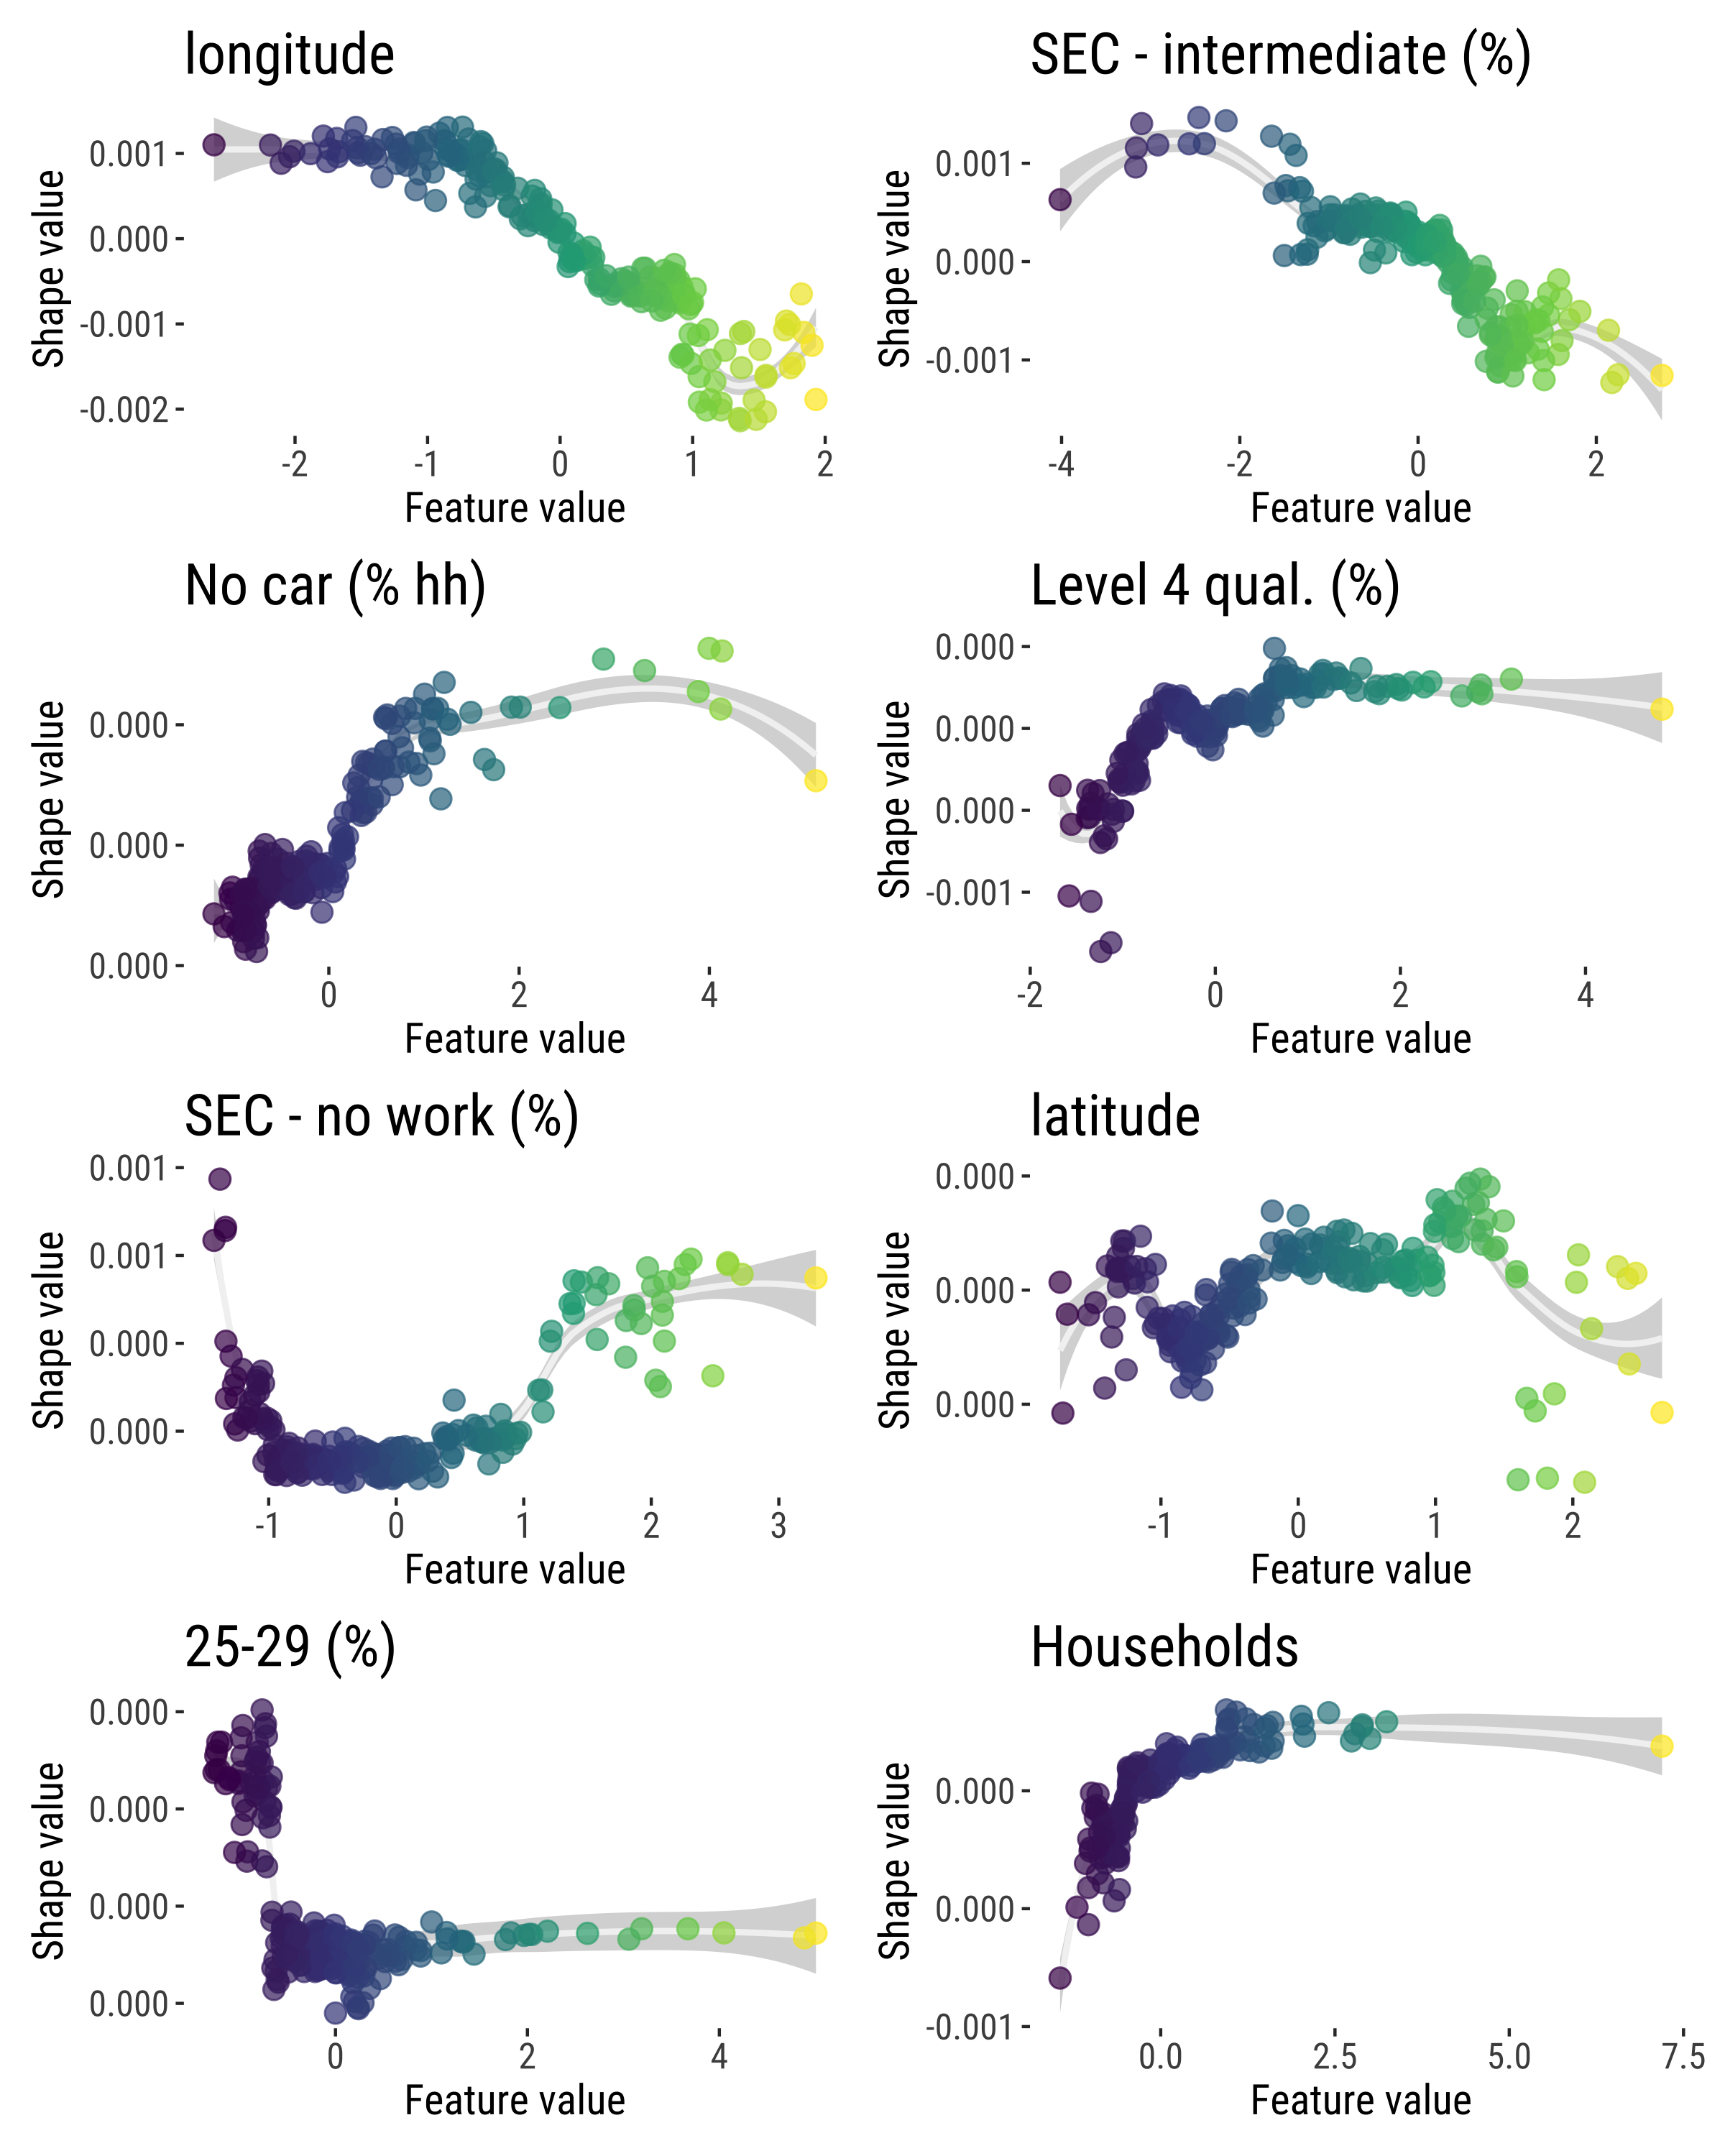 longitude
Shape value
0.001
0.000
-0.001
-0.002
-2 -1 0 1 2
Feature value
SEC - intermediate (%)
Shape value
0.001
0.000
-0.001
-4 -2 0 2
Feature value
No car (% hh)
Shape value
0.000
0.000
0.000
0 2 4
Feature value
Level 4 qual. (%)
Shape value
0.000
0.000
0.000
-0.001
-2 0 2 4
Feature value
SEC - no work (%)
Shape value
0.001
0.001
0.000
0.000
-1 0 1 2 3
Feature value
latitude
Shape value
0.000
0.000
0.000
-1 0 1 2
Feature value
25-29 (%)
Shape value
0.000
0.000
0.000
0.000
0 2 4
Feature value
Households
Shape value
0.000
0.000
-0.001
0.0 2.5 5.0 7.5
Feature value